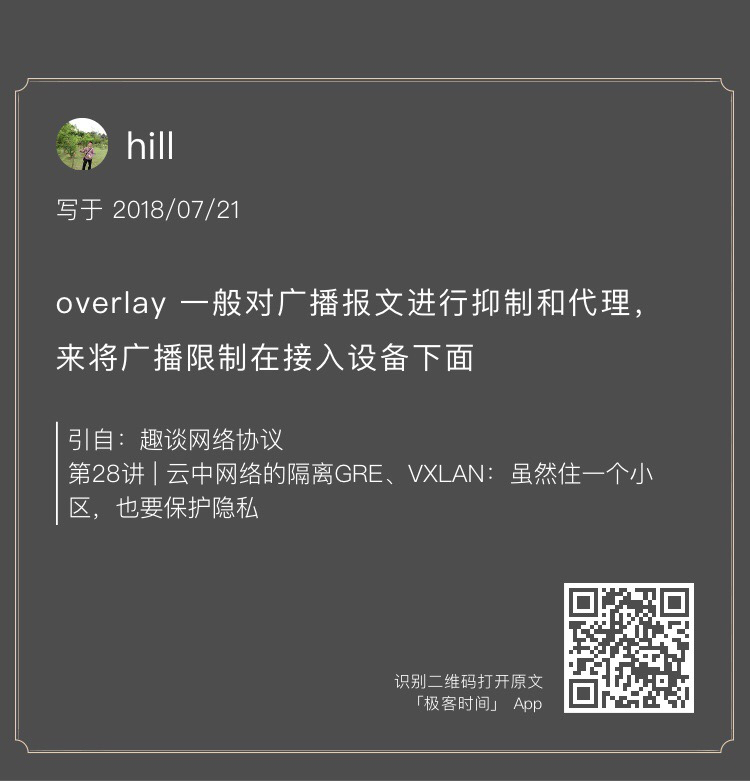 hill
写于 2018/07/21
overlay 一般对广播报文进行抑制和代理，
来将广播限制在接入设备下面
引自：趣谈网络协议
第28讲 | 云中网络的隔离GRE、VXLAN：虽然住一个小
区，也要保护隐私
识别二维码打开原文
「极客时间」 App